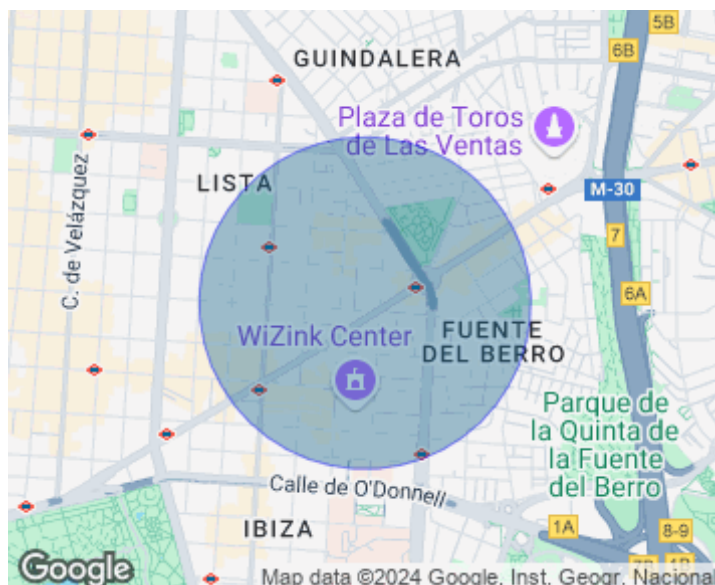 5B
6B
GUINDALERA
Plaza de Toros
de Las Ventas
LISTA
M-30
C. de Velázquez
7
6A
WiZink Center
FUENTE
DEL BERRO
Parque de
la Quinta de
la Fuente
del Berro
Calle de O'Donnell
IBIZA
1A
8-9
Google
Map data ©2024 Google, Inst. Geogr. Nacional